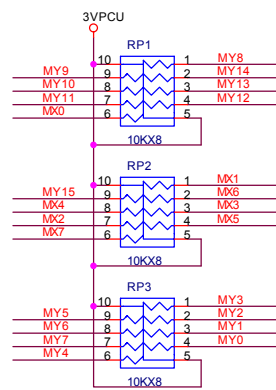 3VPCU
RP1
10 1 MY8
MY9 9 2 MY14
MY10 8 3 MY13
MY11 7 4 MY12
MX0 6 5
10KX8
RP2
10 1 MX1
MY15 9 2 MX6
MX4 8 3 MX3
MX2 7 4 MX5
MX7 6 5
10KX8
RP3
10 1 MY3
MY5 9 2 MY2
MY6 8 3 MY1
MY7 7 4 MY0
MY4 6 5
10KX8